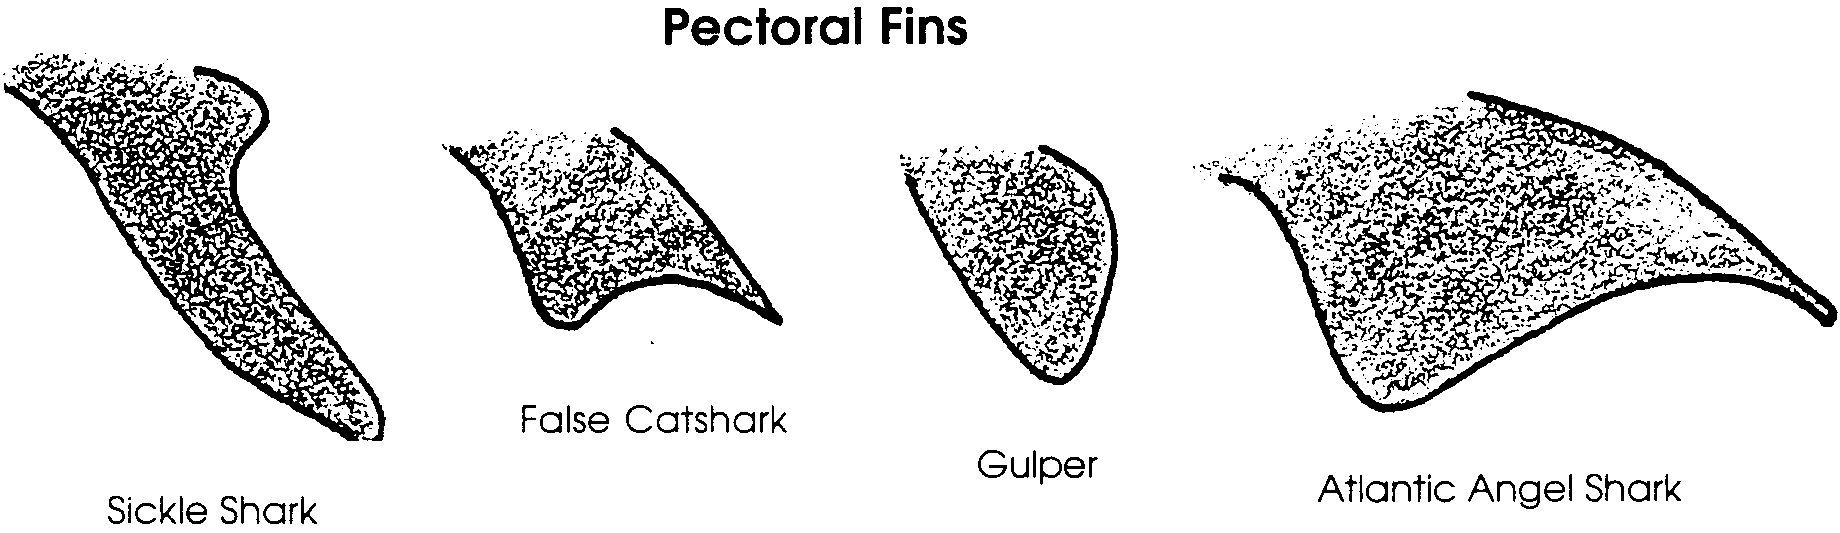 Pectoral Fins
Sickle Shark
False Catshark
Gulper
Atlantic Angel Shark